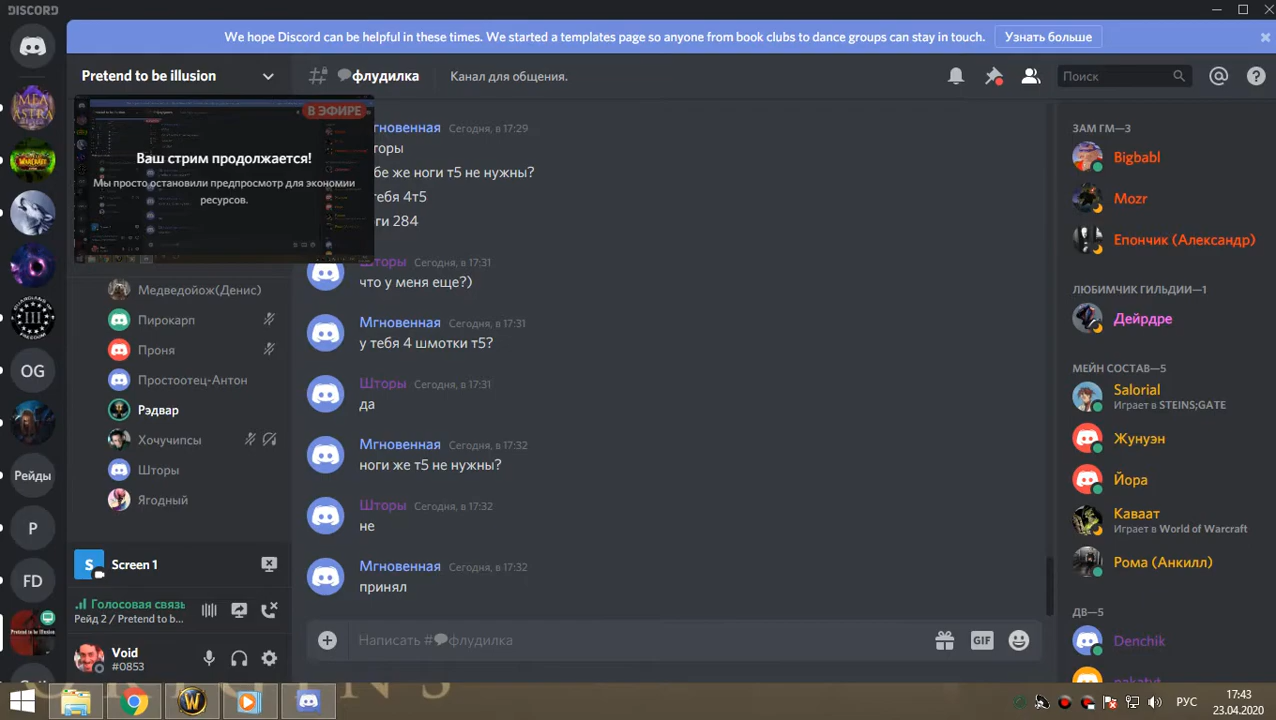 DISCORD
We hope Discord can be helpful in these times. We started a templates page so anyone from book clubs to dance groups can stay in touch.
Узнать больше
Pretend to be illusion
флудилка
Канал для общения.
Поиск
В ЭФИРЕ
Ваш стрим продолжается!
Мы просто остановили предпросмотр для экономии
ресурсов.
Медведойож(Денис)
Пирокарп
Проня
Простоотец-Антон
Рэдвар
Хочучипсы
Шторы
Ягодный
OG
Рейды
P
FD
S Screen 1
Голосовая связь
Рейд 2 / Pretend to b...
Void
#0853
Мгновенная Сегодня, в 17:29
ги 284
Шторы Сегодня, в 17:31
что у меня еще?)
Мгновенная Сегодня, в 17:31
у тебя 4 шмотки т5?
Шторы Сегодня, в 17:31
да
Мгновенная Сегодня, в 17:32
ноги же т5 не нужны?
Шторы Сегодня, в 17:32
не
Мгновенная Сегодня, в 17:32
принял
Написать #флудилка
GIF
ЗАМ ГМ—3
Bigbabl
Mozr
Епончик (Александр)
ЛЮБИМЧИК ГИЛЬДИИ—1
Дейрдре
МЕЙН СОСТАВ—5
Salorial
Играет в STEINS;GATE
Жунуэн
Йора
Каваат
Играет в World of Warcraft
Рома (Анкилл)
ДВ—5
Denchik
РУС
17:43
23.04.2020